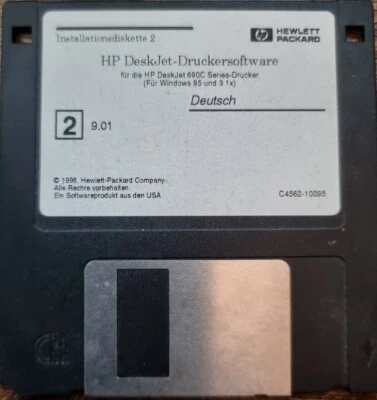 Installationsdiskette 2
hp HEWLETT
PACKARD
HP DeskJet-Druckersoftware
für die HP DeskJet 690C Series-Drucker
(Für Windows 95 und 3.1x)
Deutsch
2 9.01
© 1996, Hewlett-Packard Company.
Alle Rechte vorbehalten
Ein Softwareprodukt aus den USA
C4562-10095